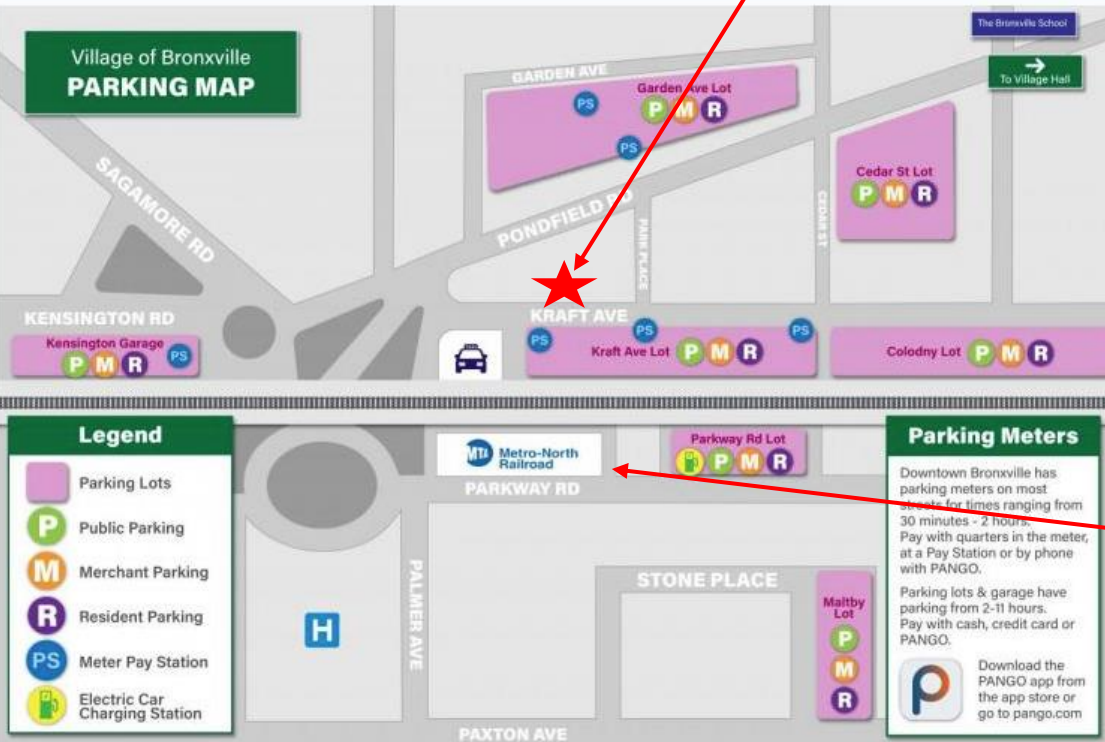 Village of Bronxville
PARKING MAP
The Bronxville School
To Village Hall
GARDEN AVE
Garden Ave Lot
P M R
PS
PS
SAGAMORE RD
PONDFIELD RD
PARK PLACE
CEDAR ST
Cedar St Lot
P M R
KENSINGTON RD
Kensington Garage
P M R PS
KRAFT AVE
PS
PS
PS
Kraft Ave Lot P M R
Colodny Lot P M R
Legend
Parking Lots
P Public Parking
M Merchant Parking
R Resident Parking
PS Meter Pay Station
Electric Car
Charging Station
MTA Metro-North
Railroad
Parkway Rd Lot
P M R
PARKWAY RD
PALMER AVE
H
STONE PLACE
Maltby
Lot
P
M
R
PAXTON AVE
Parking Meters
Downtown Bronxville has
parking meters on most
streets for times ranging from
30 minutes - 2 hours.
Pay with quarters in the meter,
at a Pay Station or by phone
with PANGO.
Parking lots & garage have
parking from 2-11 hours.
Pay with cash, credit card or
PANGO.
Download the
PANGO app from
the app store or
go to pango.com